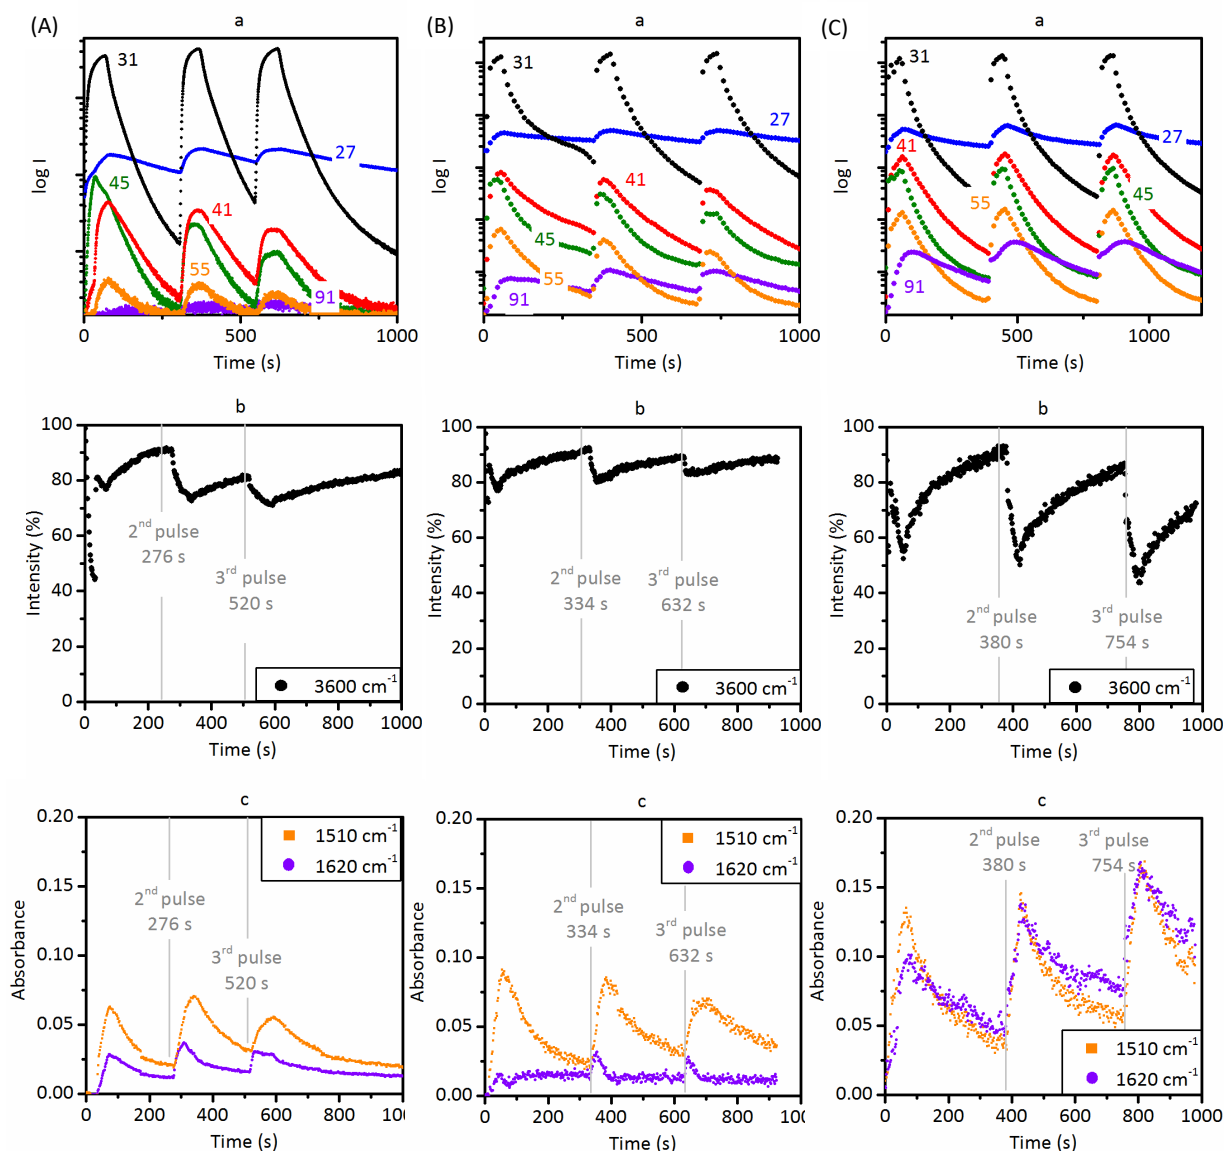 (A)
a
31
27
45
41
55
91
log I
0
500
1000
Time (s)
(B)
a
31
27
41
45
55
91
log I
0
500
1000
Time (s)
(C)
a
31
27
41
45
55
91
log I
0
500
1000
Time (s)
b
100
80
60
40
20
0
Intensity (%)
2nd pulse
276 s
3rd pulse
520 s
3600 cm-1
0
200
400
600
800
1000
Time (s)
b
100
80
60
40
20
0
Intensity (%)
2nd pulse
334 s
3rd pulse
632 s
3600 cm-1
0
200
400
600
800
1000
Time (s)
b
100
80
60
40
20
0
Intensity (%)
2nd pulse
380 s
3rd pulse
754 s
3600 cm-1
0
200
400
600
800
1000
Time (s)
c
0.20
0.15
0.10
0.05
0.00
Absorbance
1510 cm-1
1620 cm-1
2nd pulse
276 s
3rd pulse
520 s
0
200
400
600
800
1000
Time (s)
c
0.20
0.15
0.10
0.05
0.00
Absorbance
1510 cm-1
1620 cm-1
2nd pulse
334 s
3rd pulse
632 s
0
200
400
600
800
1000
Time (s)
c
0.20
0.15
0.10
0.05
0.00
Absorbance
2nd pulse
380 s
3rd pulse
754 s
1510 cm-1
1620 cm-1
0
200
400
600
800
1000
Time (s)